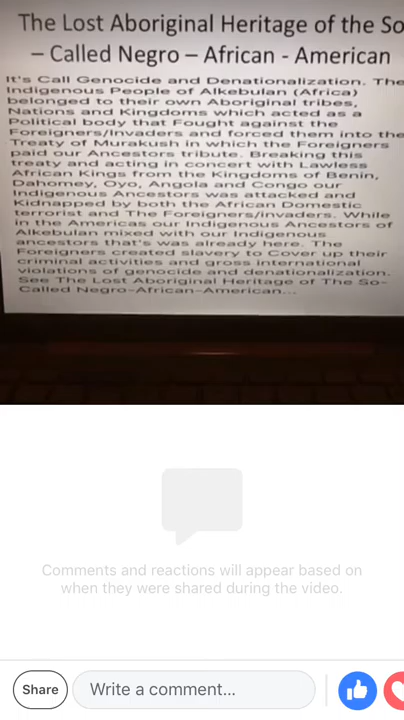 The Lost Aboriginal Heritage of the So
– Called Negro – African - American
It's Call Genocide and Denationalization. The
Indigenous People of Alkebulan (Africa)
belonged to their own Aboriginal tribes,
Nations and Kingdoms which acted as a
Political body that Fought against the
Foreigners/Invaders and forced them into the
Treaty of Murakush in which the Foreigners
paid our Ancestors tribute. Breaking this
treaty and acting in concert with Lawless
African Kings from the Kingdoms of Benin,
Dahomey, Oyo, Angola and Congo our
Indigenous Ancestors was attacked and
Kidnapped by both the African Domestic
terrorist and The Foreigners/invaders. While
in the Americas our Indigenous Ancestors of
Alkebulan mixed with our Indigenous
ancestors that's was already here. The
Foreigners created slavery to Cover up their
criminal activities and gross international
violations of genocide and denationalization.
See The Lost Aboriginal Heritage of The So-
Called Negro-African-American...
Comments and reactions will appear based on
when they were shared during the video.
Share
Write a comment...